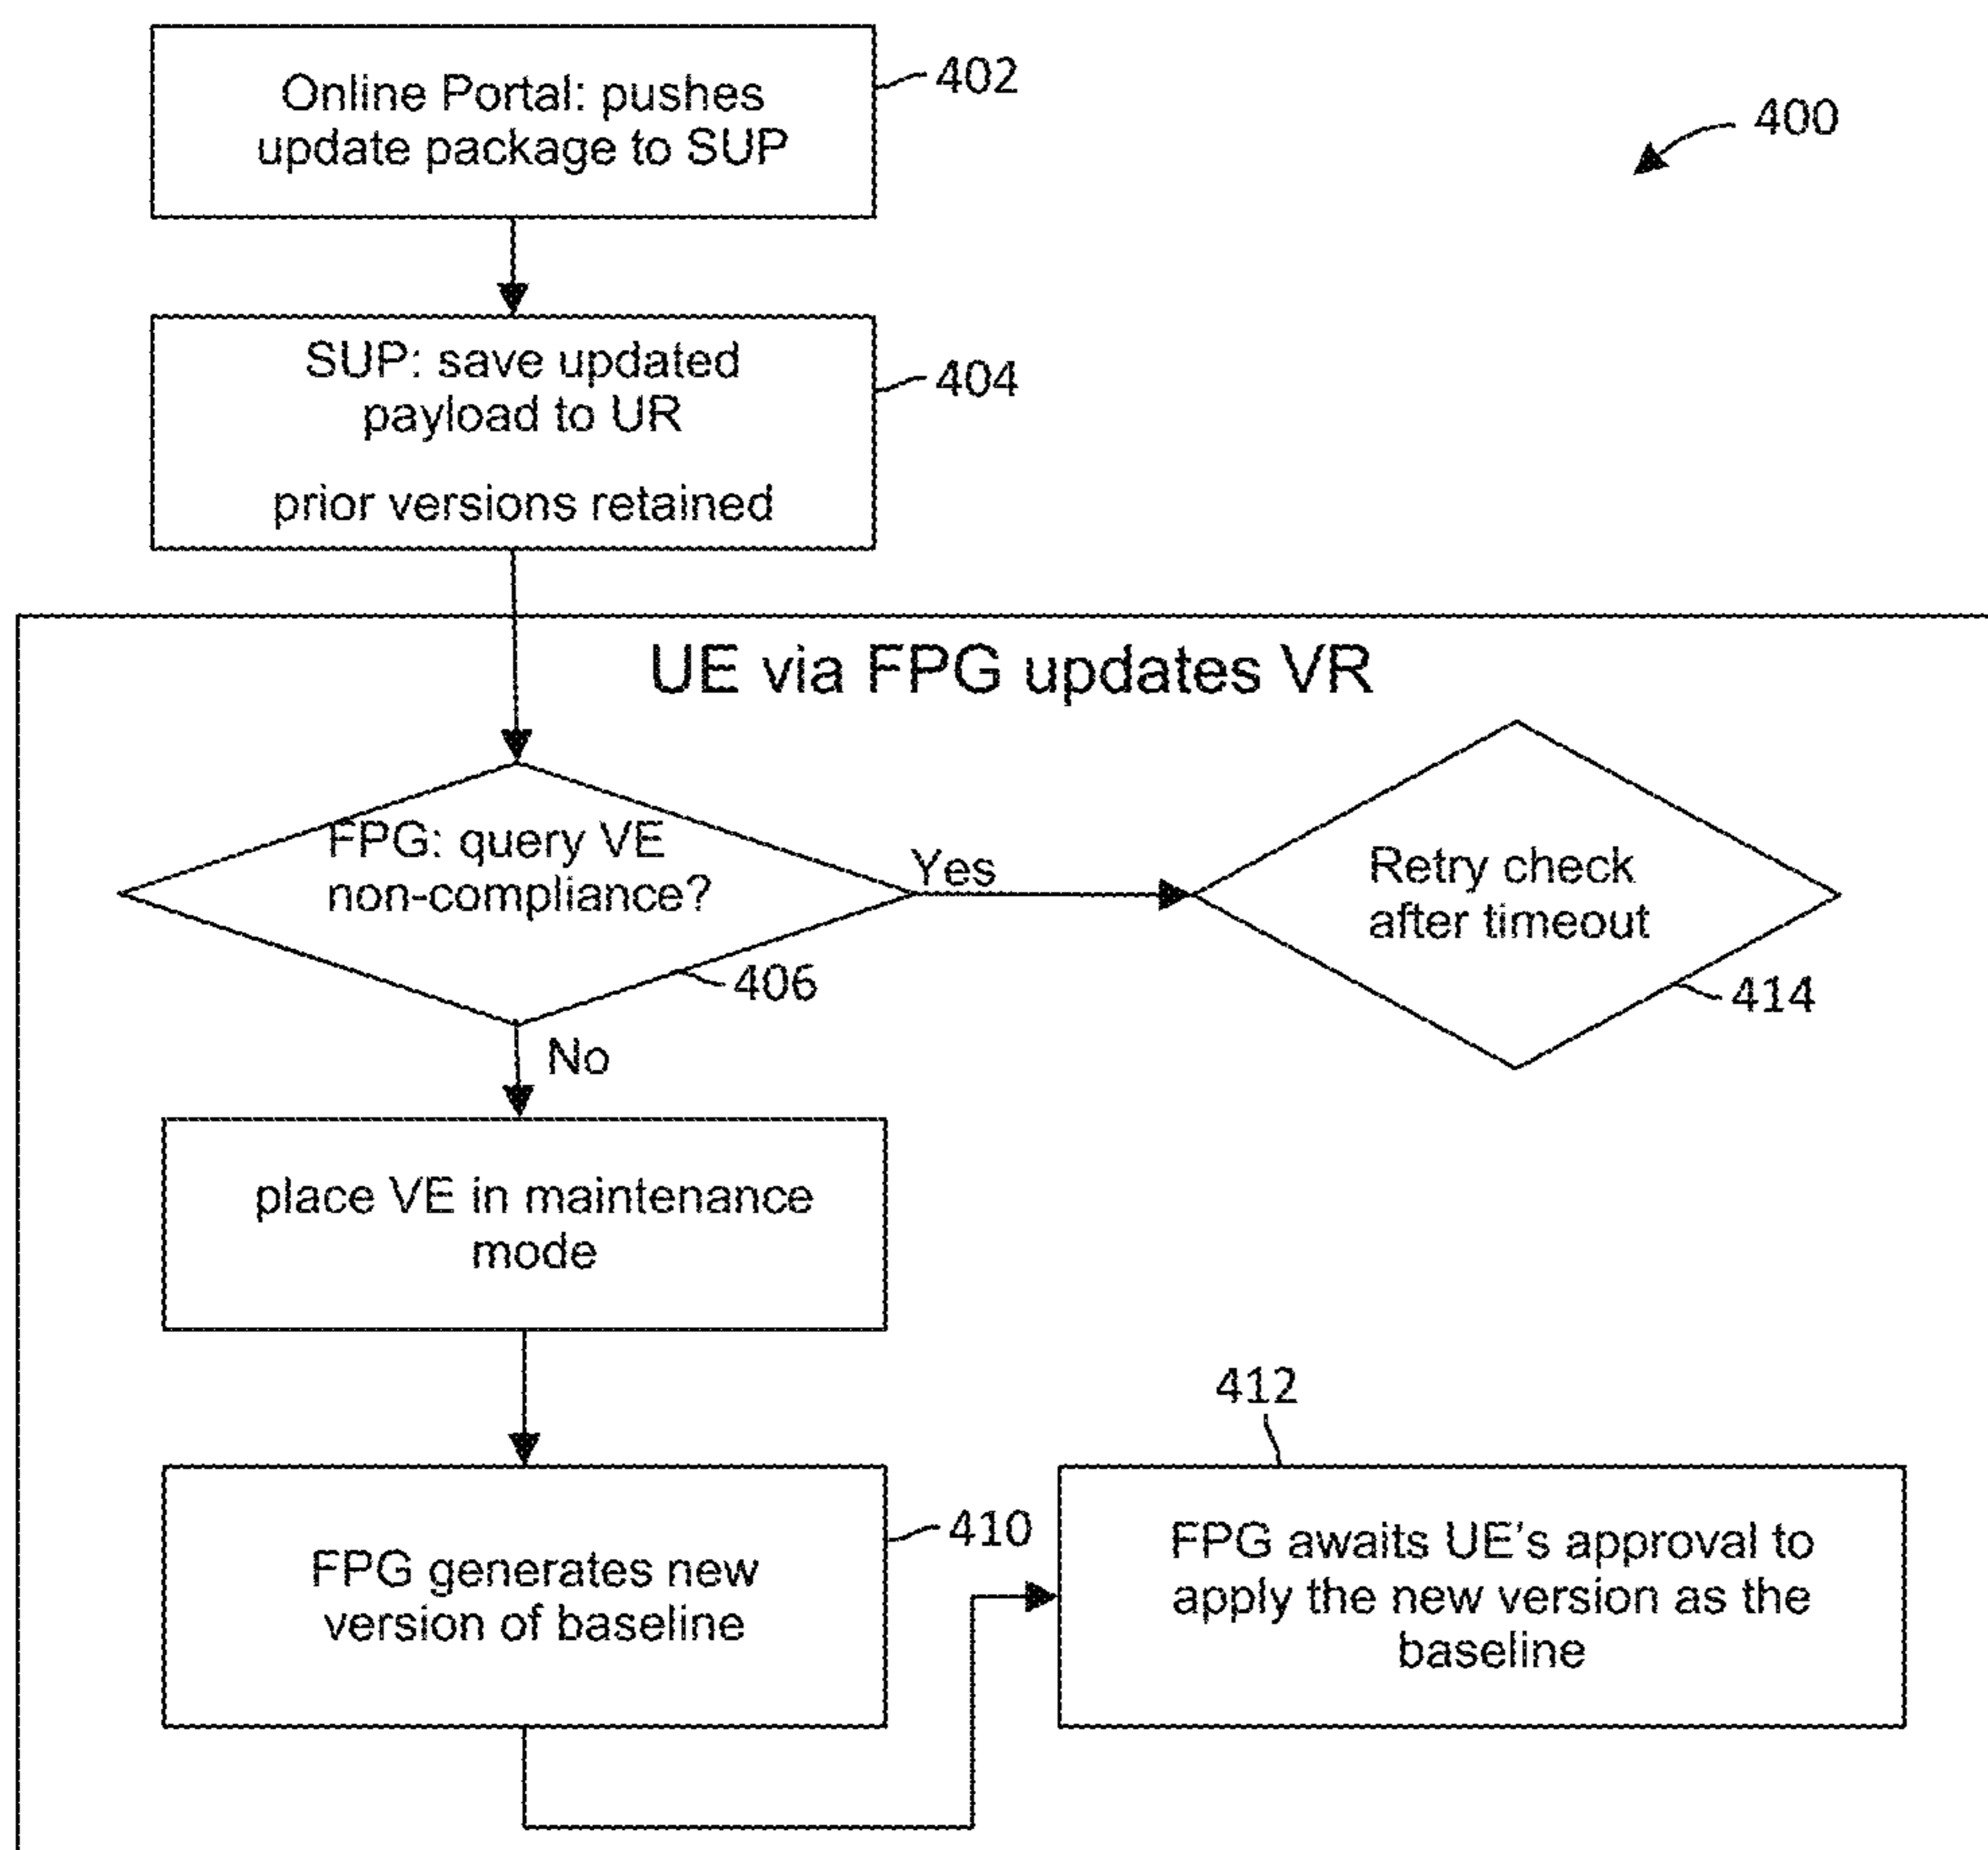 Online Portal: pushes
update package to SUP
402
400
SUP: save updated
payload to UR
prior versions retained
404
UE via FPG updates VR
FPG: query VE
non-compliance?
406
Yes
Retry check
after timeout
414
No
place VE in maintenance
mode
FPG generates new
version of baseline
410
412
FPG awaits UE's approval to
apply the new version as the
baseline